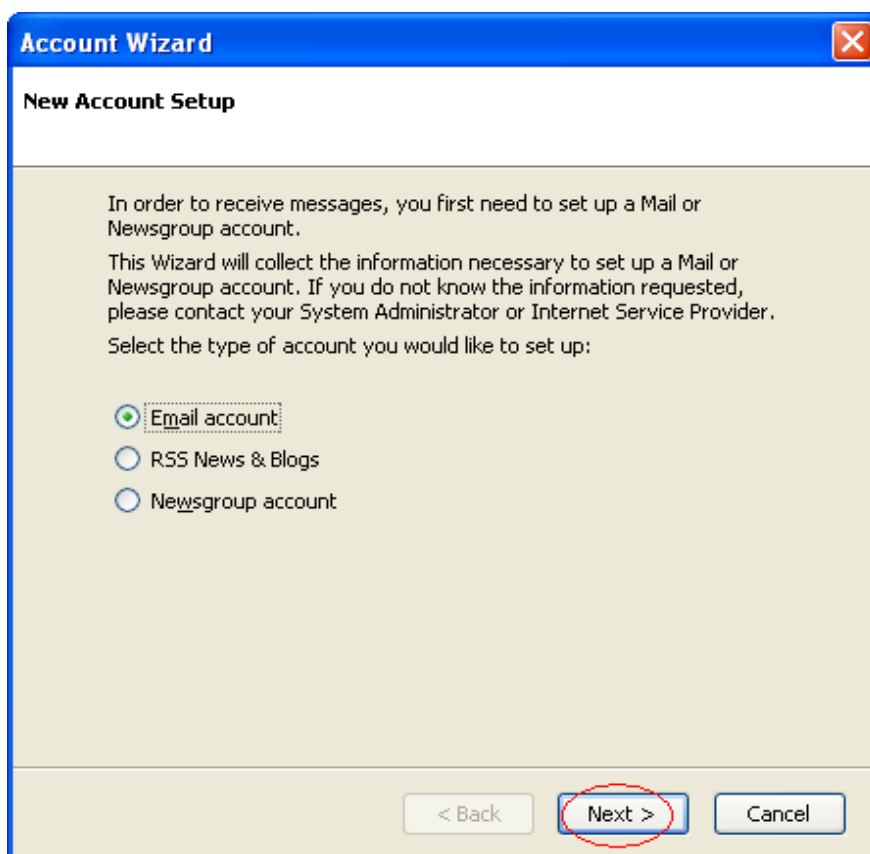 Account Wizard
New Account Setup
In order to receive messages, you first need to set up a Mail or
Newsgroup account.
This Wizard will collect the information necessary to set up a Mail or
Newsgroup account. If you do not know the information requested,
please contact your System Administrator or Internet Service Provider.
Select the type of account you would like to set up:
Email account
RSS News & Blogs
Newsgroup account
< Back Next > Cancel